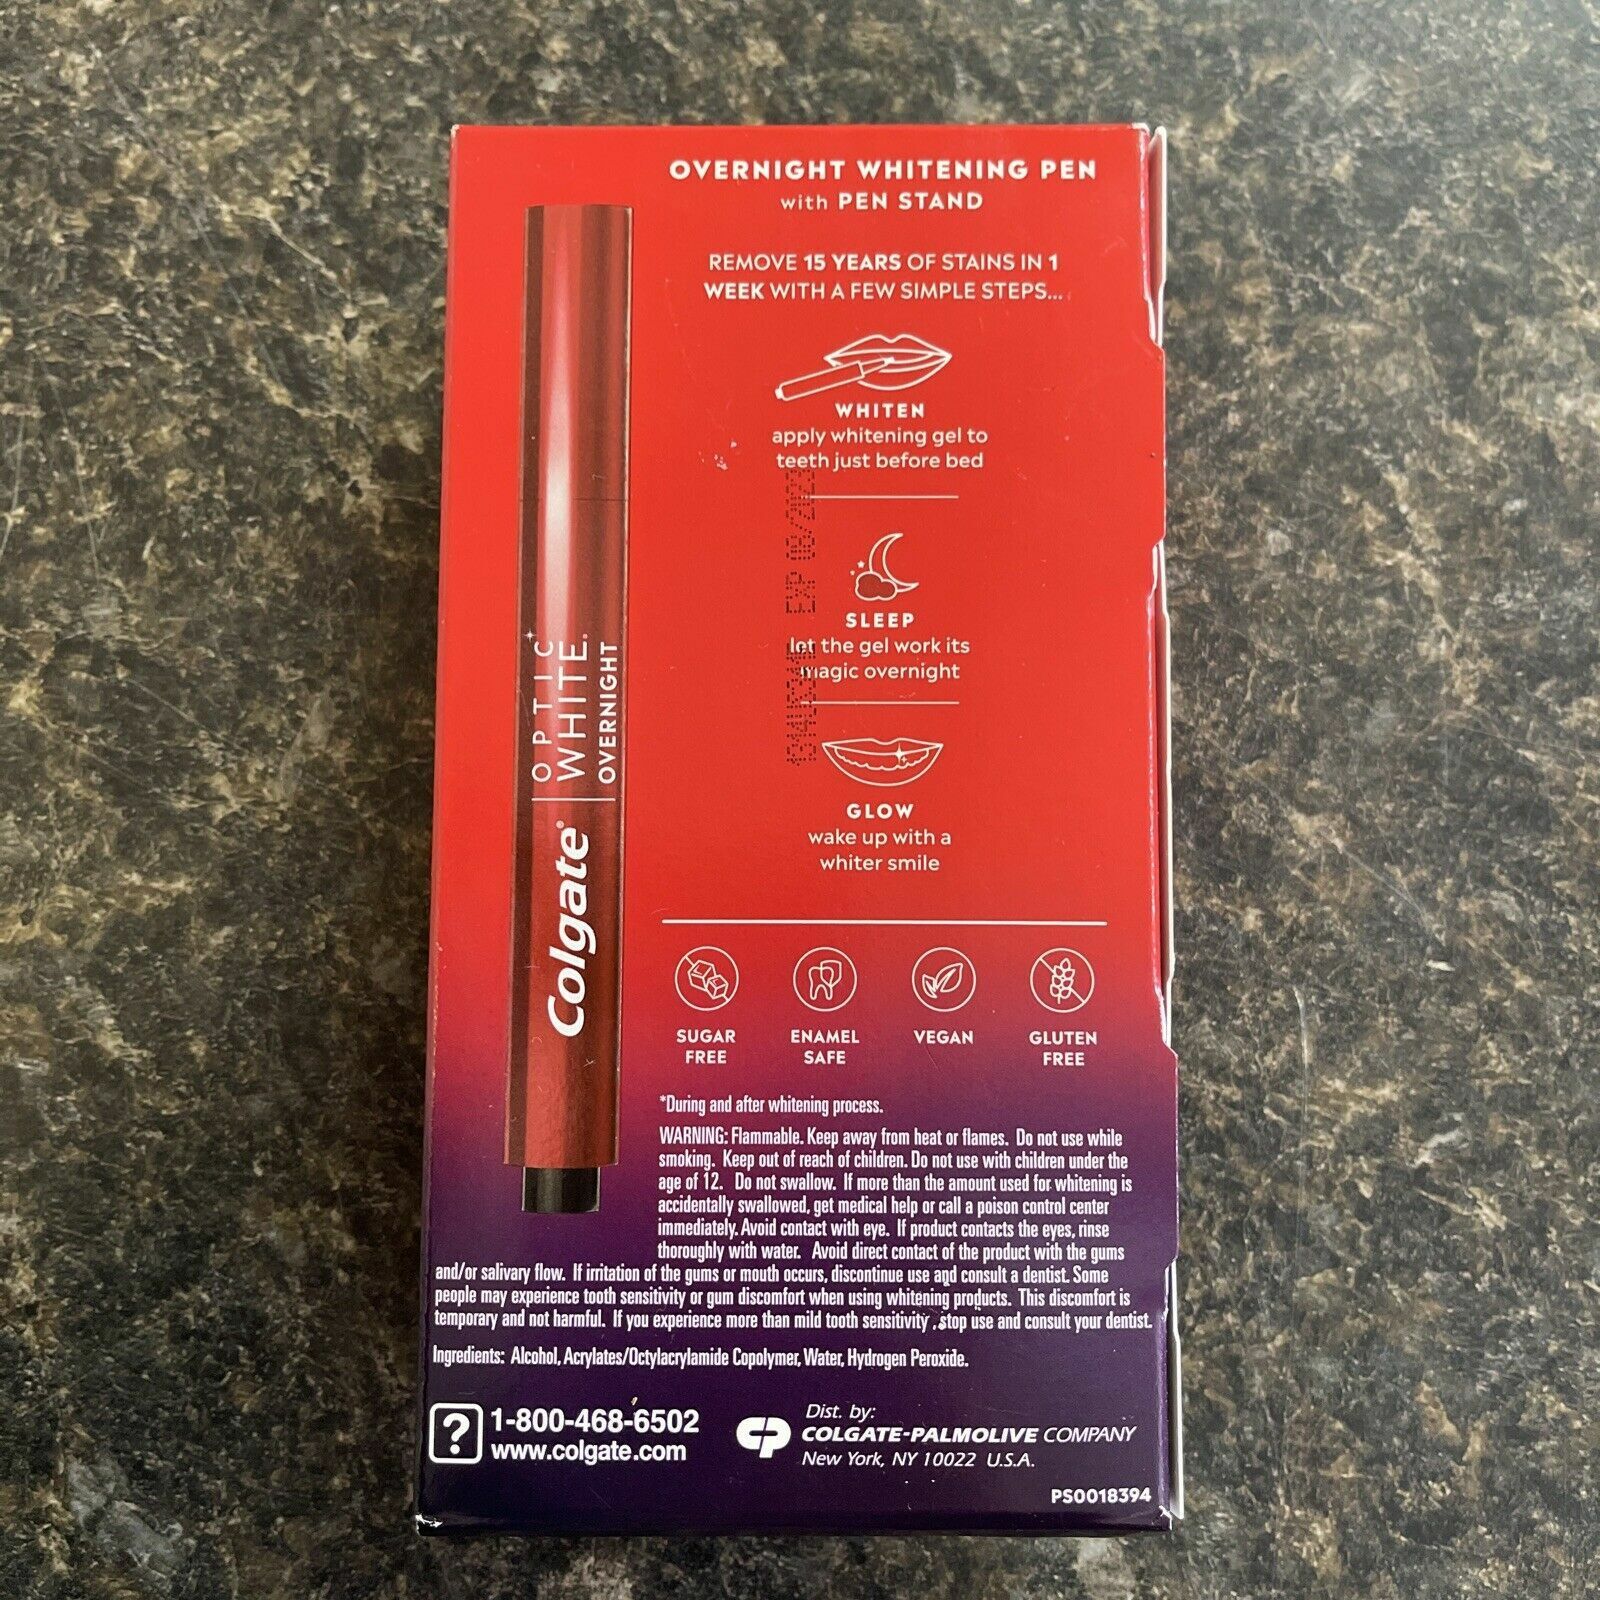 OVERNIGHT WHITENING PEN
with PEN STAND
REMOVE 15 YEARS OF STAINS IN 1
WEEK WITH A FEW SIMPLE STEPS...
WHITEN
apply whitening gel to
teeth just before bed
EXP 08/2023
SLEEP
let the gel work its
magic overnight
GLOW
wake up with a
whiter smile
Colgate®
OPTIC
WHITE.
OVERNIGHT
SUGAR
FREE
ENAMEL
SAFE
VEGAN
GLUTEN
FREE
*During and after whitening process.
WARNING: Flammable. Keep away from heat or flames. Do not use while
smoking. Keep out of reach of children. Do not use with children under the
age of 12. Do not swallow. If more than the amount used for whitening is
accidentally swallowed, get medical help or call a poison control center
immediately. Avoid contact with eye. If product contacts the eyes, rinse
thoroughly with water. Avoid direct contact of the product with the gums
and/or salivary flow. If irritation of the gums or mouth occurs, discontinue use and consult a dentist. Some
people may experience tooth sensitivity or gum discomfort when using whitening products. This discomfort is
temporary and not harmful. If you experience more than mild tooth sensitivity, stop use and consult your dentist.
Ingredients: Alcohol, Acrylates/Octylacrylamide Copolymer, Water, Hydrogen Peroxide.
? 1-800-468-6502
www.colgate.com
CP
Dist. by:
COLGATE-PALMOLIVE COMPANY
New York, NY 10022 U.S.A.
PS0018394